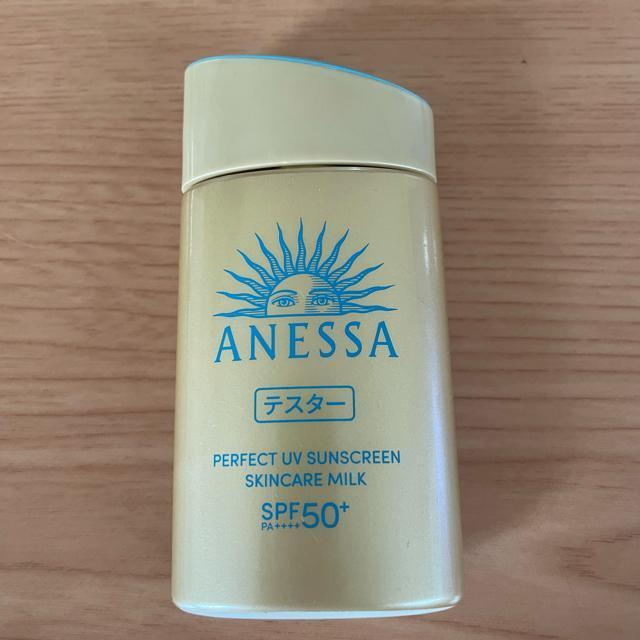 ANESSA
テスター
PERFECT UV SUNSCREEN
SKINCARE MILK
SPF50+
PA++++